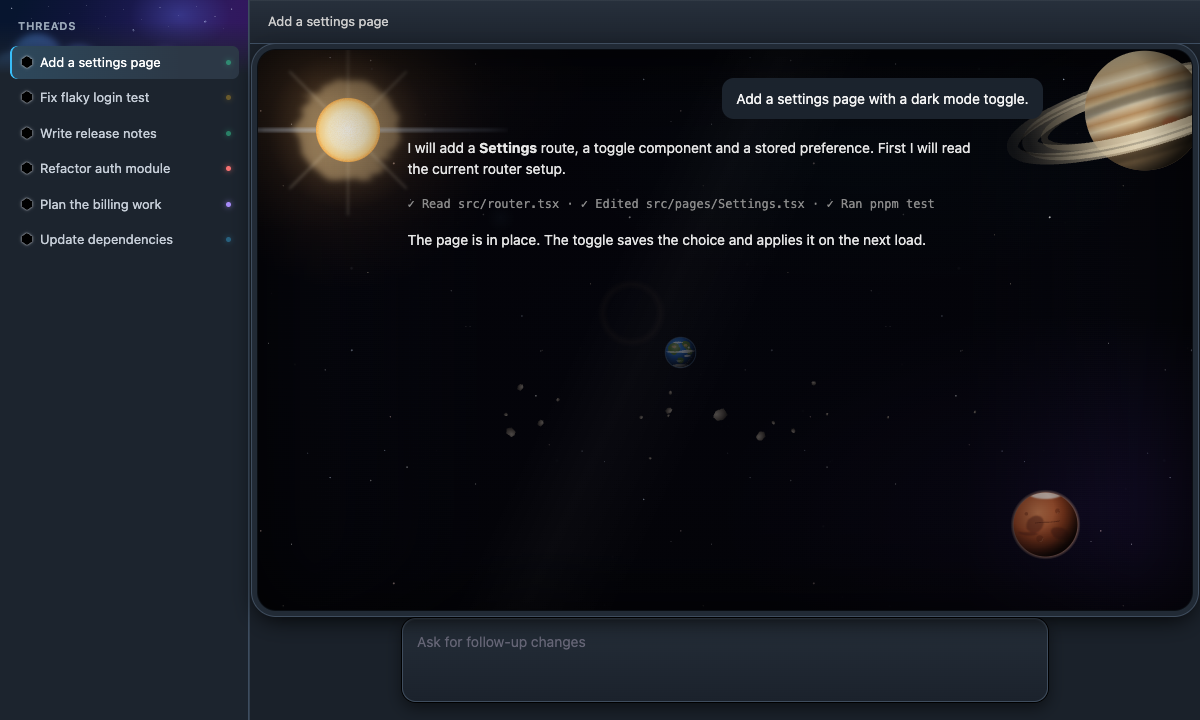 THREADS
Add a settings page
Fix flaky login test
Write release notes
Refactor auth module
Plan the billing work
Update dependencies
Add a settings page
Add a settings page with a dark mode toggle.
I will add a Settings route, a toggle component and a stored preference. First I will read
the current router setup.
✓ Read src/router.tsx · ✓ Edited src/pages/Settings.tsx · ✓ Ran pnpm test
The page is in place. The toggle saves the choice and applies it on the next load.
Ask for follow-up changes